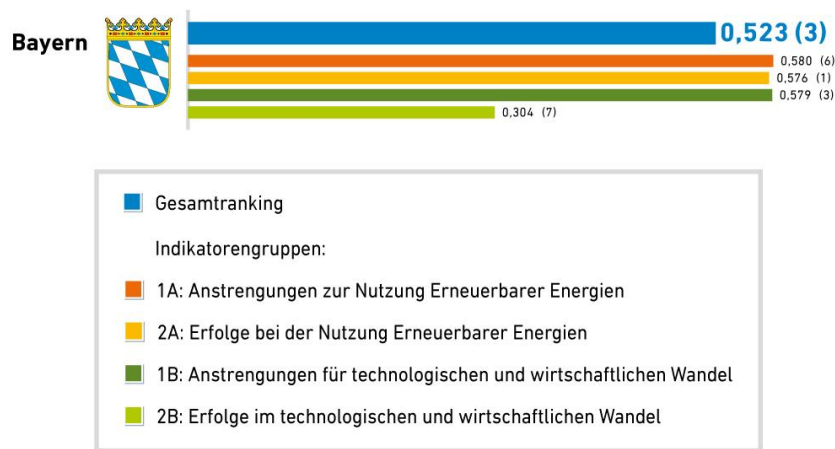 Bayern
0,523 (3)
0,580 (6)
0,576 (1)
0,579 (3)
0,304 (7)
Gesamtranking
Indikatorengruppen:
1A: Anstrengungen zur Nutzung Erneuerbarer Energien
2A: Erfolge bei der Nutzung Erneuerbarer Energien
1B: Anstrengungen für technologischen und wirtschaftlichen Wandel
2B: Erfolge im technologischen und wirtschaftlichen Wandel